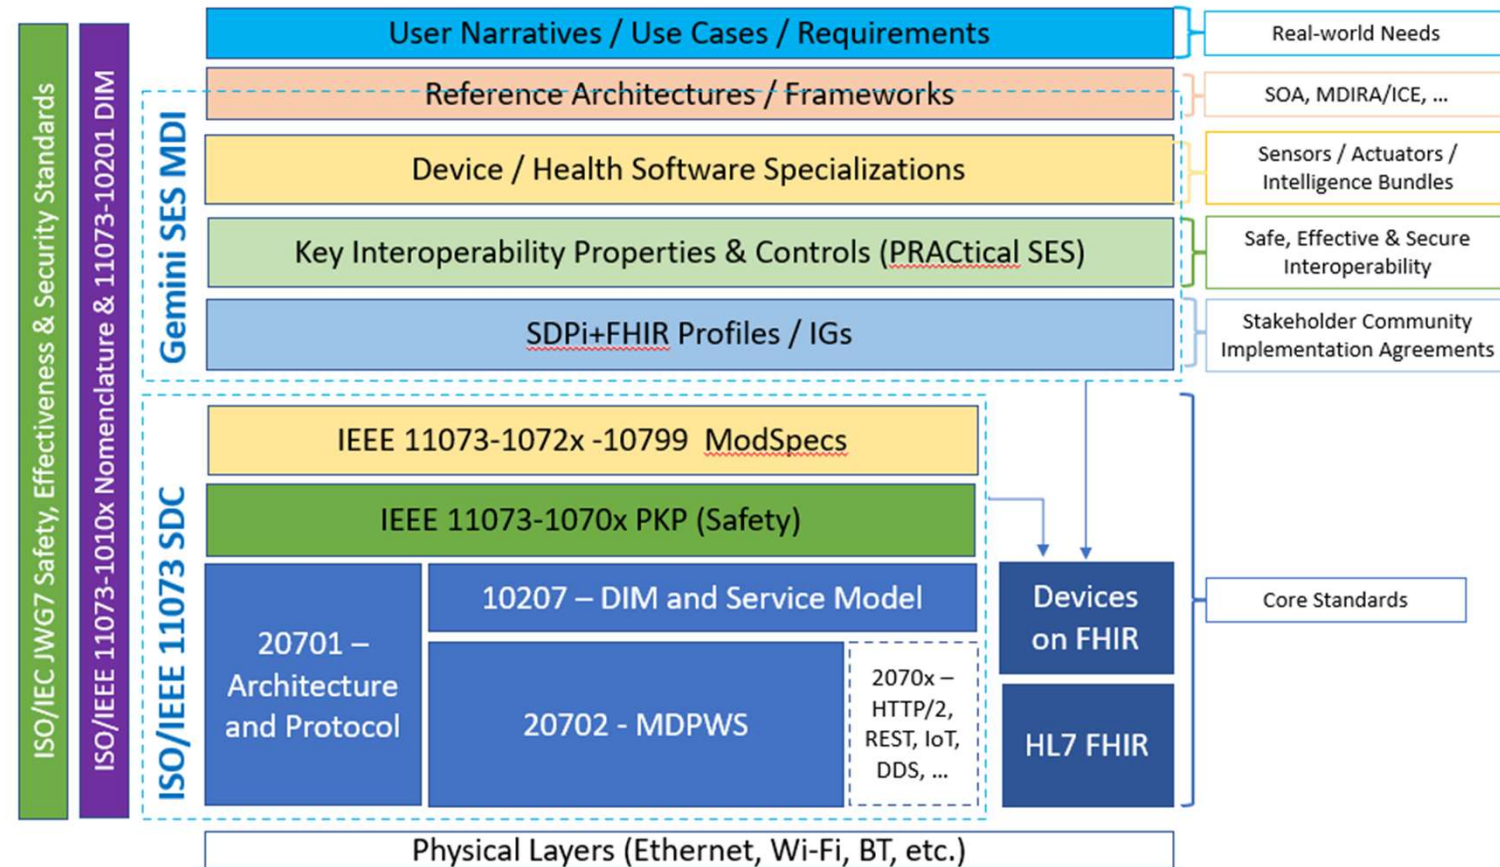 ISO/IEC JWG7 Safety, Effectiveness & Security Standards
ISO/IEEE 11073-1010x Nomenclature & 11073-10201 DIM
Gemini SES MDI
User Narratives / Use Cases / Requirements
Real-world Needs
Reference Architectures / Frameworks
SOA, MDIRA/ICE, ...
Device / Health Software Specializations
Sensors / Actuators /
Intelligence Bundles
Key Interoperability Properties & Controls (PRACtical SES)
Safe, Effective & Secure
Interoperability
SDPi+FHIR Profiles / IGs
Stakeholder Community
Implementation Agreements
ISO/IEEE 11073 SDC
IEEE 11073-1072x -10799 ModSpecs
IEEE 11073-1070x PKP (Safety)
20701 –
Architecture
and Protocol
10207 – DIM and Service Model
20702 - MDPWS
2070x –
HTTP/2,
REST, IoT,
DDS, ...
Devices
on FHIR
HL7 FHIR
Core Standards
Physical Layers (Ethernet, Wi-Fi, BT, etc.)